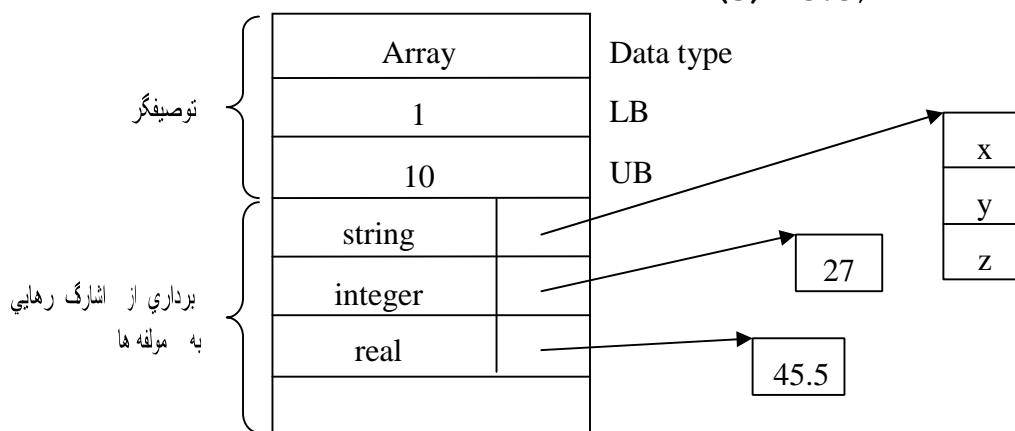 Array Data type
توصيفگر
1 LB
10 UB
x
string
y
27
z
integer
برداري از اشارگ رهايي
به مولفه ها
real
45.5